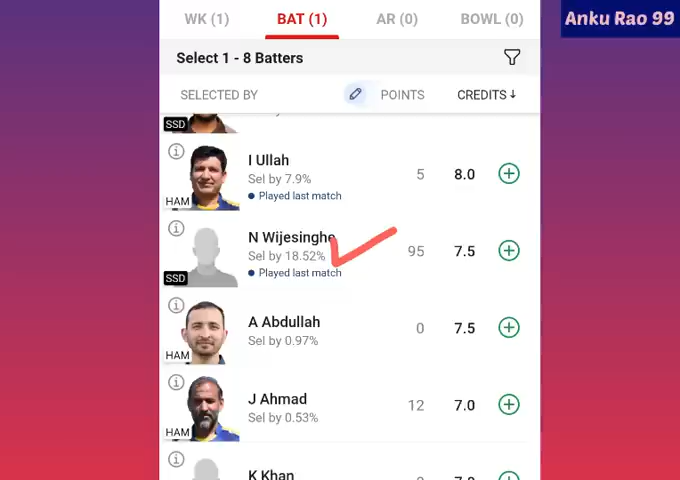 WK (1) BAT (1) AR (0) BOWL (0)
Anku Rao 99
Select 1 - 8 Batters
SELECTED BY POINTS CREDITS↓
SSD
I Ullah
Sel by 7.9%
Played last match
5 8.0
HAM
N Wijesinghe
Sel by 18.52%
Played last match
95 7.5
SSD
A Abdullah
Sel by 0.97%
0 7.5
HAM
J Ahmad
Sel by 0.53%
12 7.0
HAM
K Khan